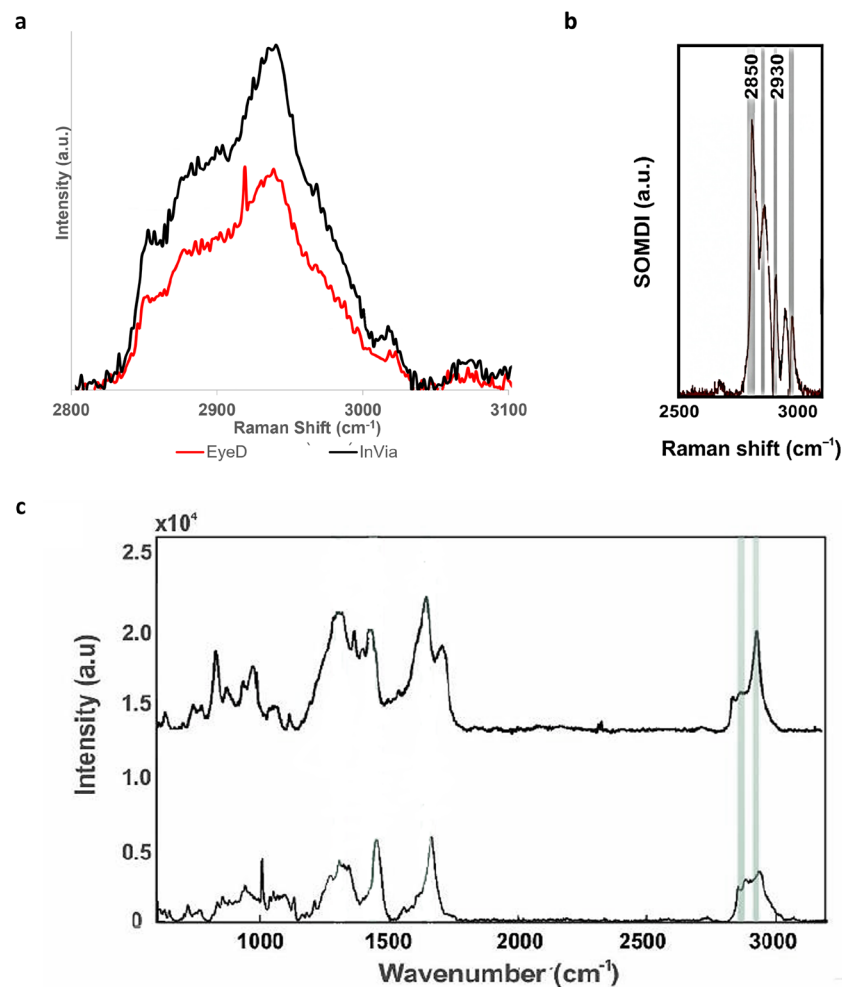 a
Intensity (a.u.)
2800
2900
3000
3100
Raman Shift (cm⁻¹)
EyeD
InVia
b
2850
2930
SOMDI (a.u.)
2500
3000
Raman shift (cm⁻¹)
c
x10⁴
2.5
2.0
1.5
1.0
0.5
0
Intensity (a.u)
1000
1500
2000
2500
3000
Wavenumber (cm⁻¹)